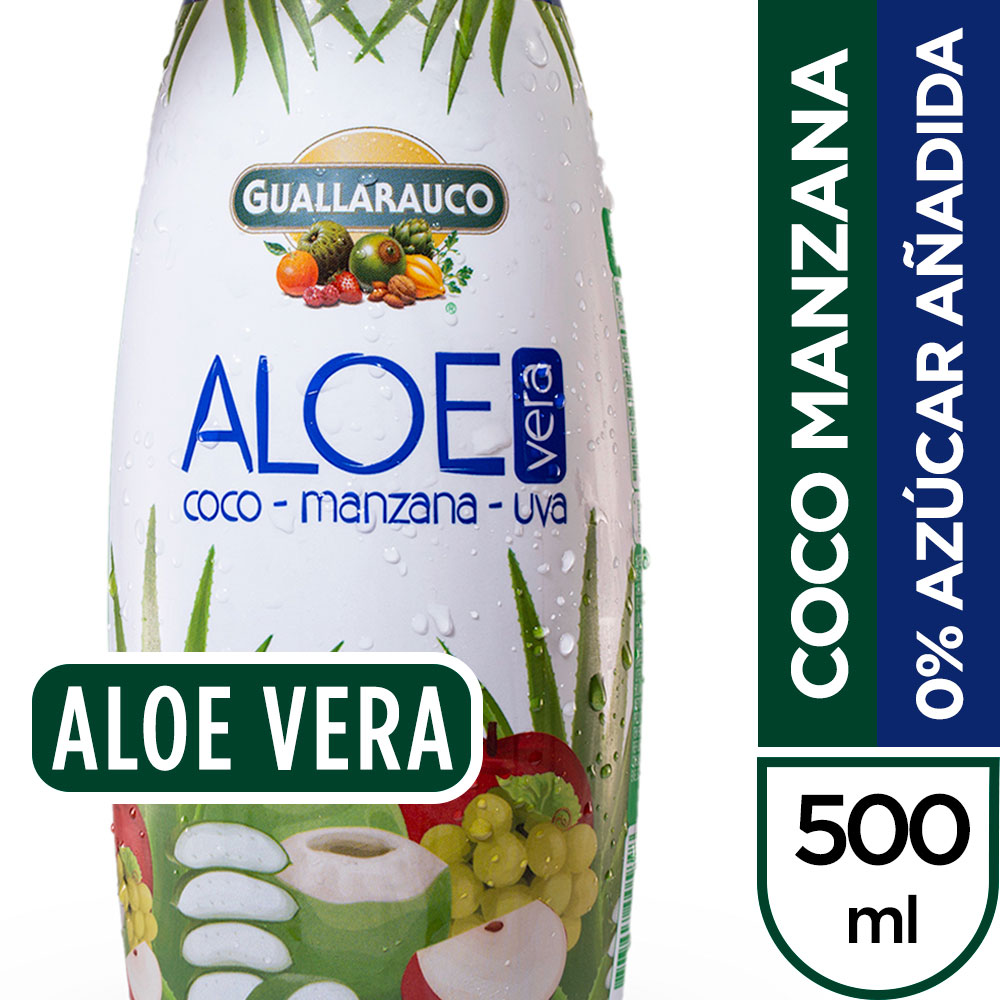 GUALLARAUCO
®
ALOE vera
coco - manzana - uva
ALOE VERA
COCO MANZANA
0% AZÚCAR AÑADIDA
500
ml